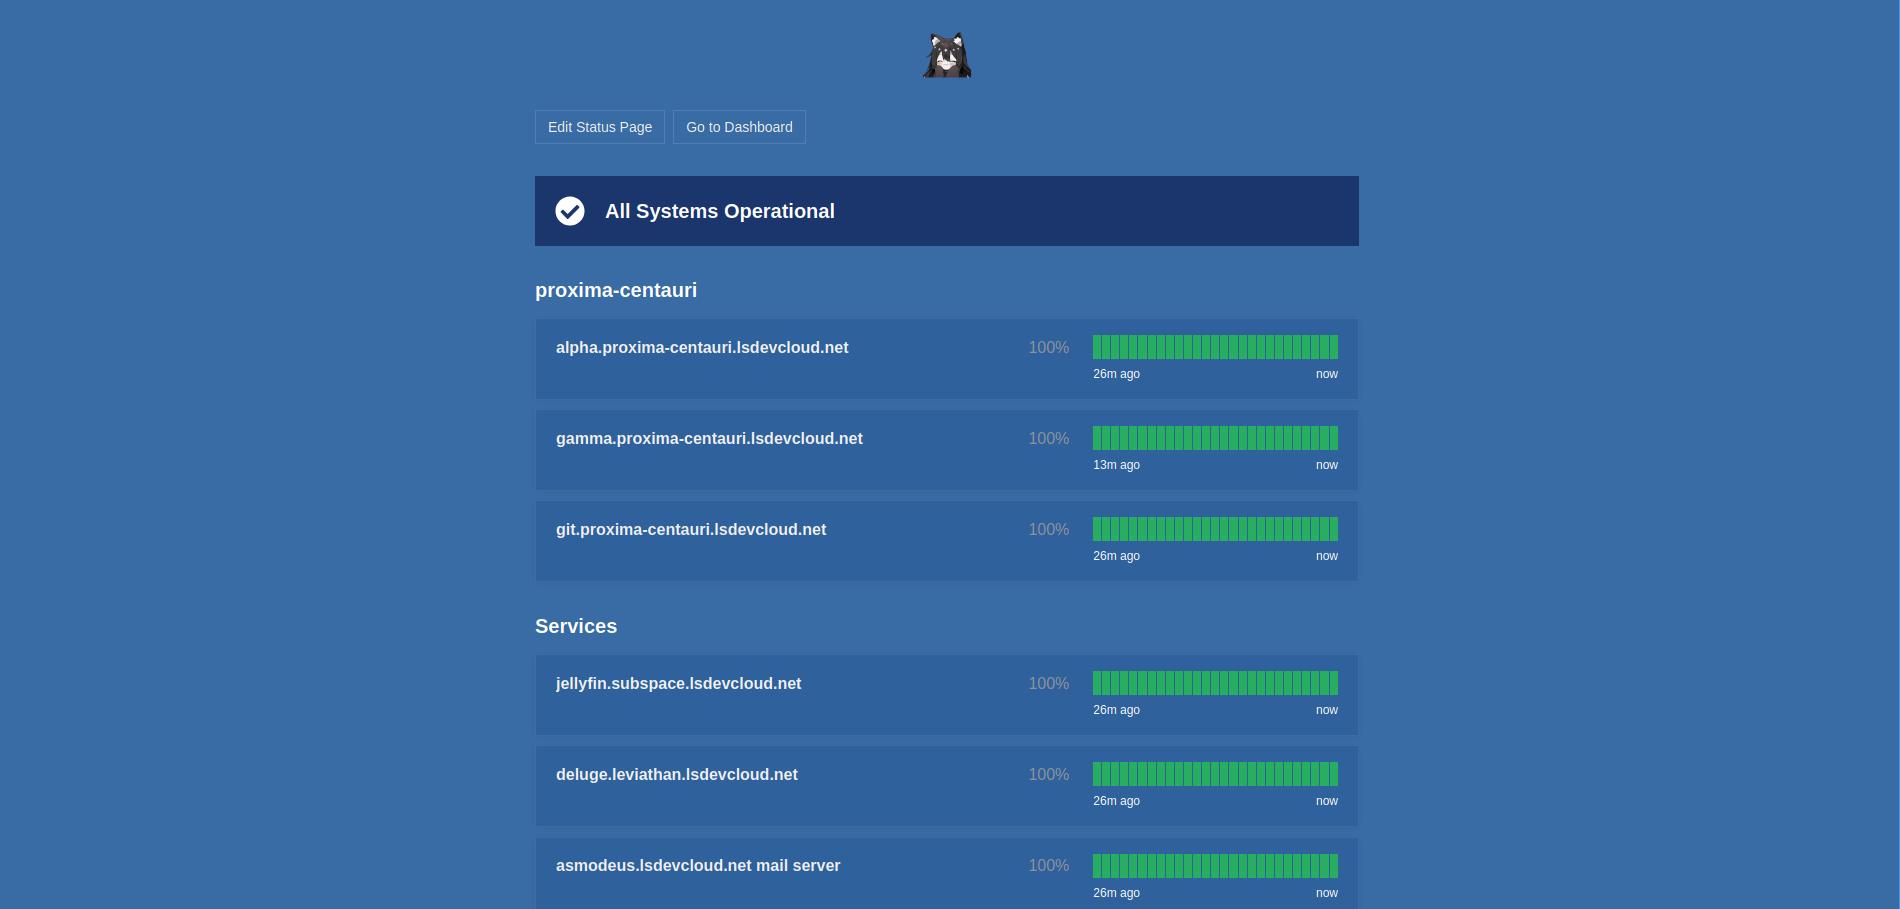 Edit Status Page Go to Dashboard
All Systems Operational
proxima-centauri
alpha.proxima-centauri.lsdevcloud.net 100%
26m ago now
gamma.proxima-centauri.lsdevcloud.net 100%
13m ago now
git.proxima-centauri.lsdevcloud.net 100%
26m ago now
Services
jellyfin.subspace.lsdevcloud.net 100%
26m ago now
deluge.leviathan.lsdevcloud.net 100%
26m ago now
asmodeus.lsdevcloud.net mail server 100%
26m ago now